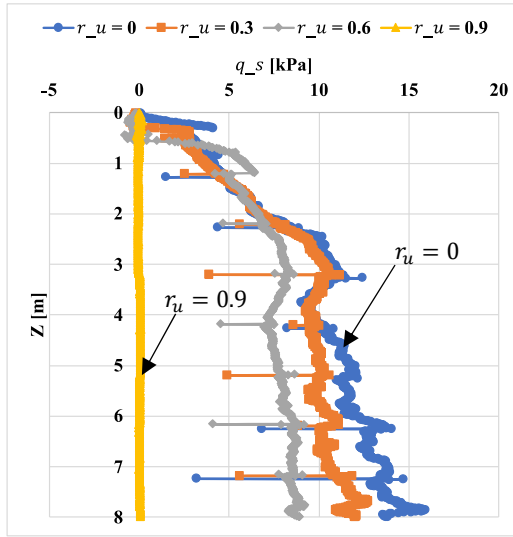 r_u = 0 r_u = 0.3 r_u = 0.6 r_u = 0.9
q_s [kPa]
-5 0 5 10 15 20
0
1
2
3
4
5
6
7
8
Z [m]
r_u = 0
r_u = 0.9